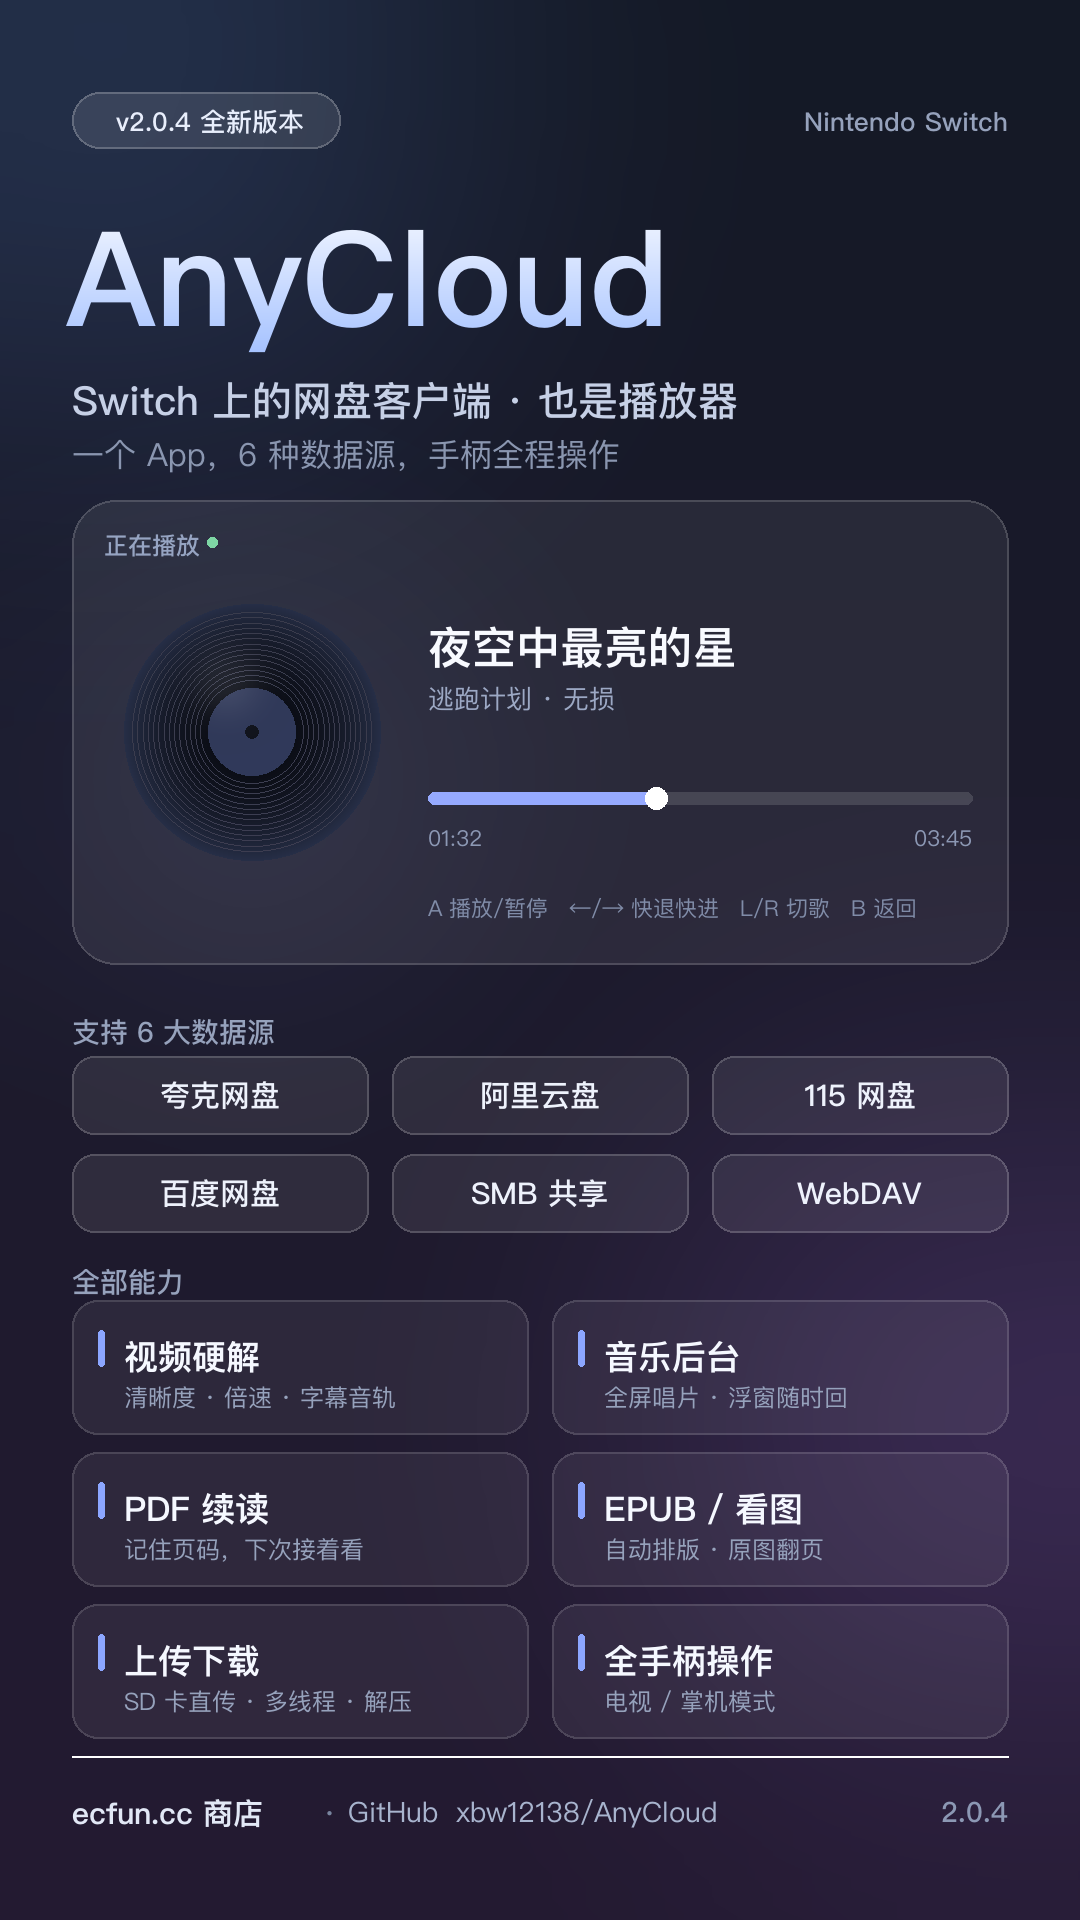 v2.0.4 全新版本
Nintendo Switch
AnyCloud
Switch 上的网盘客户端 · 也是播放器
一个 App，6 种数据源，手柄全程操作
正在播放
夜空中最亮的星
逃跑计划 · 无损
01:32
03:45
A 播放/暂停 ←/→ 快退快进 L/R 切歌 B 返回
支持 6 大数据源
夸克网盘
阿里云盘
115 网盘
百度网盘
SMB 共享
WebDAV
全部能力
视频硬解
清晰度 · 倍速 · 字幕音轨
音乐后台
全屏唱片 · 浮窗随时回
PDF 续读
记住页码，下次接着看
EPUB / 看图
自动排版 · 原图翻页
上传下载
SD 卡直传 · 多线程 · 解压
全手柄操作
电视 / 掌机模式
ecfun.cc 商店 · GitHub xbw12138/AnyCloud
2.0.4